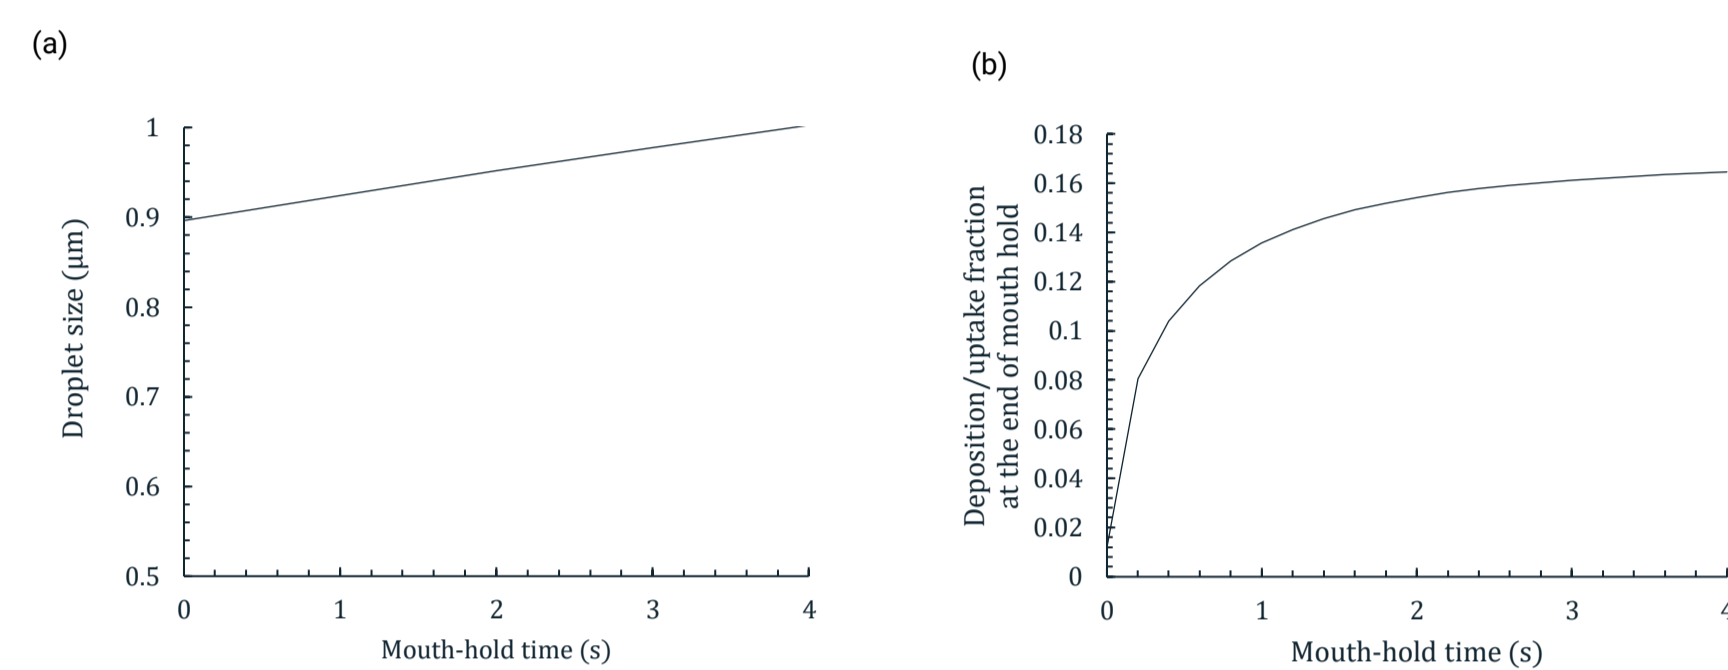 (a)
1
0.9
0.8
0.7
0.6
0.5
0 1 2 3 4
Droplet size (μm)
Mouth-hold time (s)
(b)
0.18
0.16
0.14
0.12
0.1
0.08
0.06
0.04
0.02
0
0 1 2 3 4
Deposition/uptake fraction
at the end of mouth hold
Mouth-hold time (s)